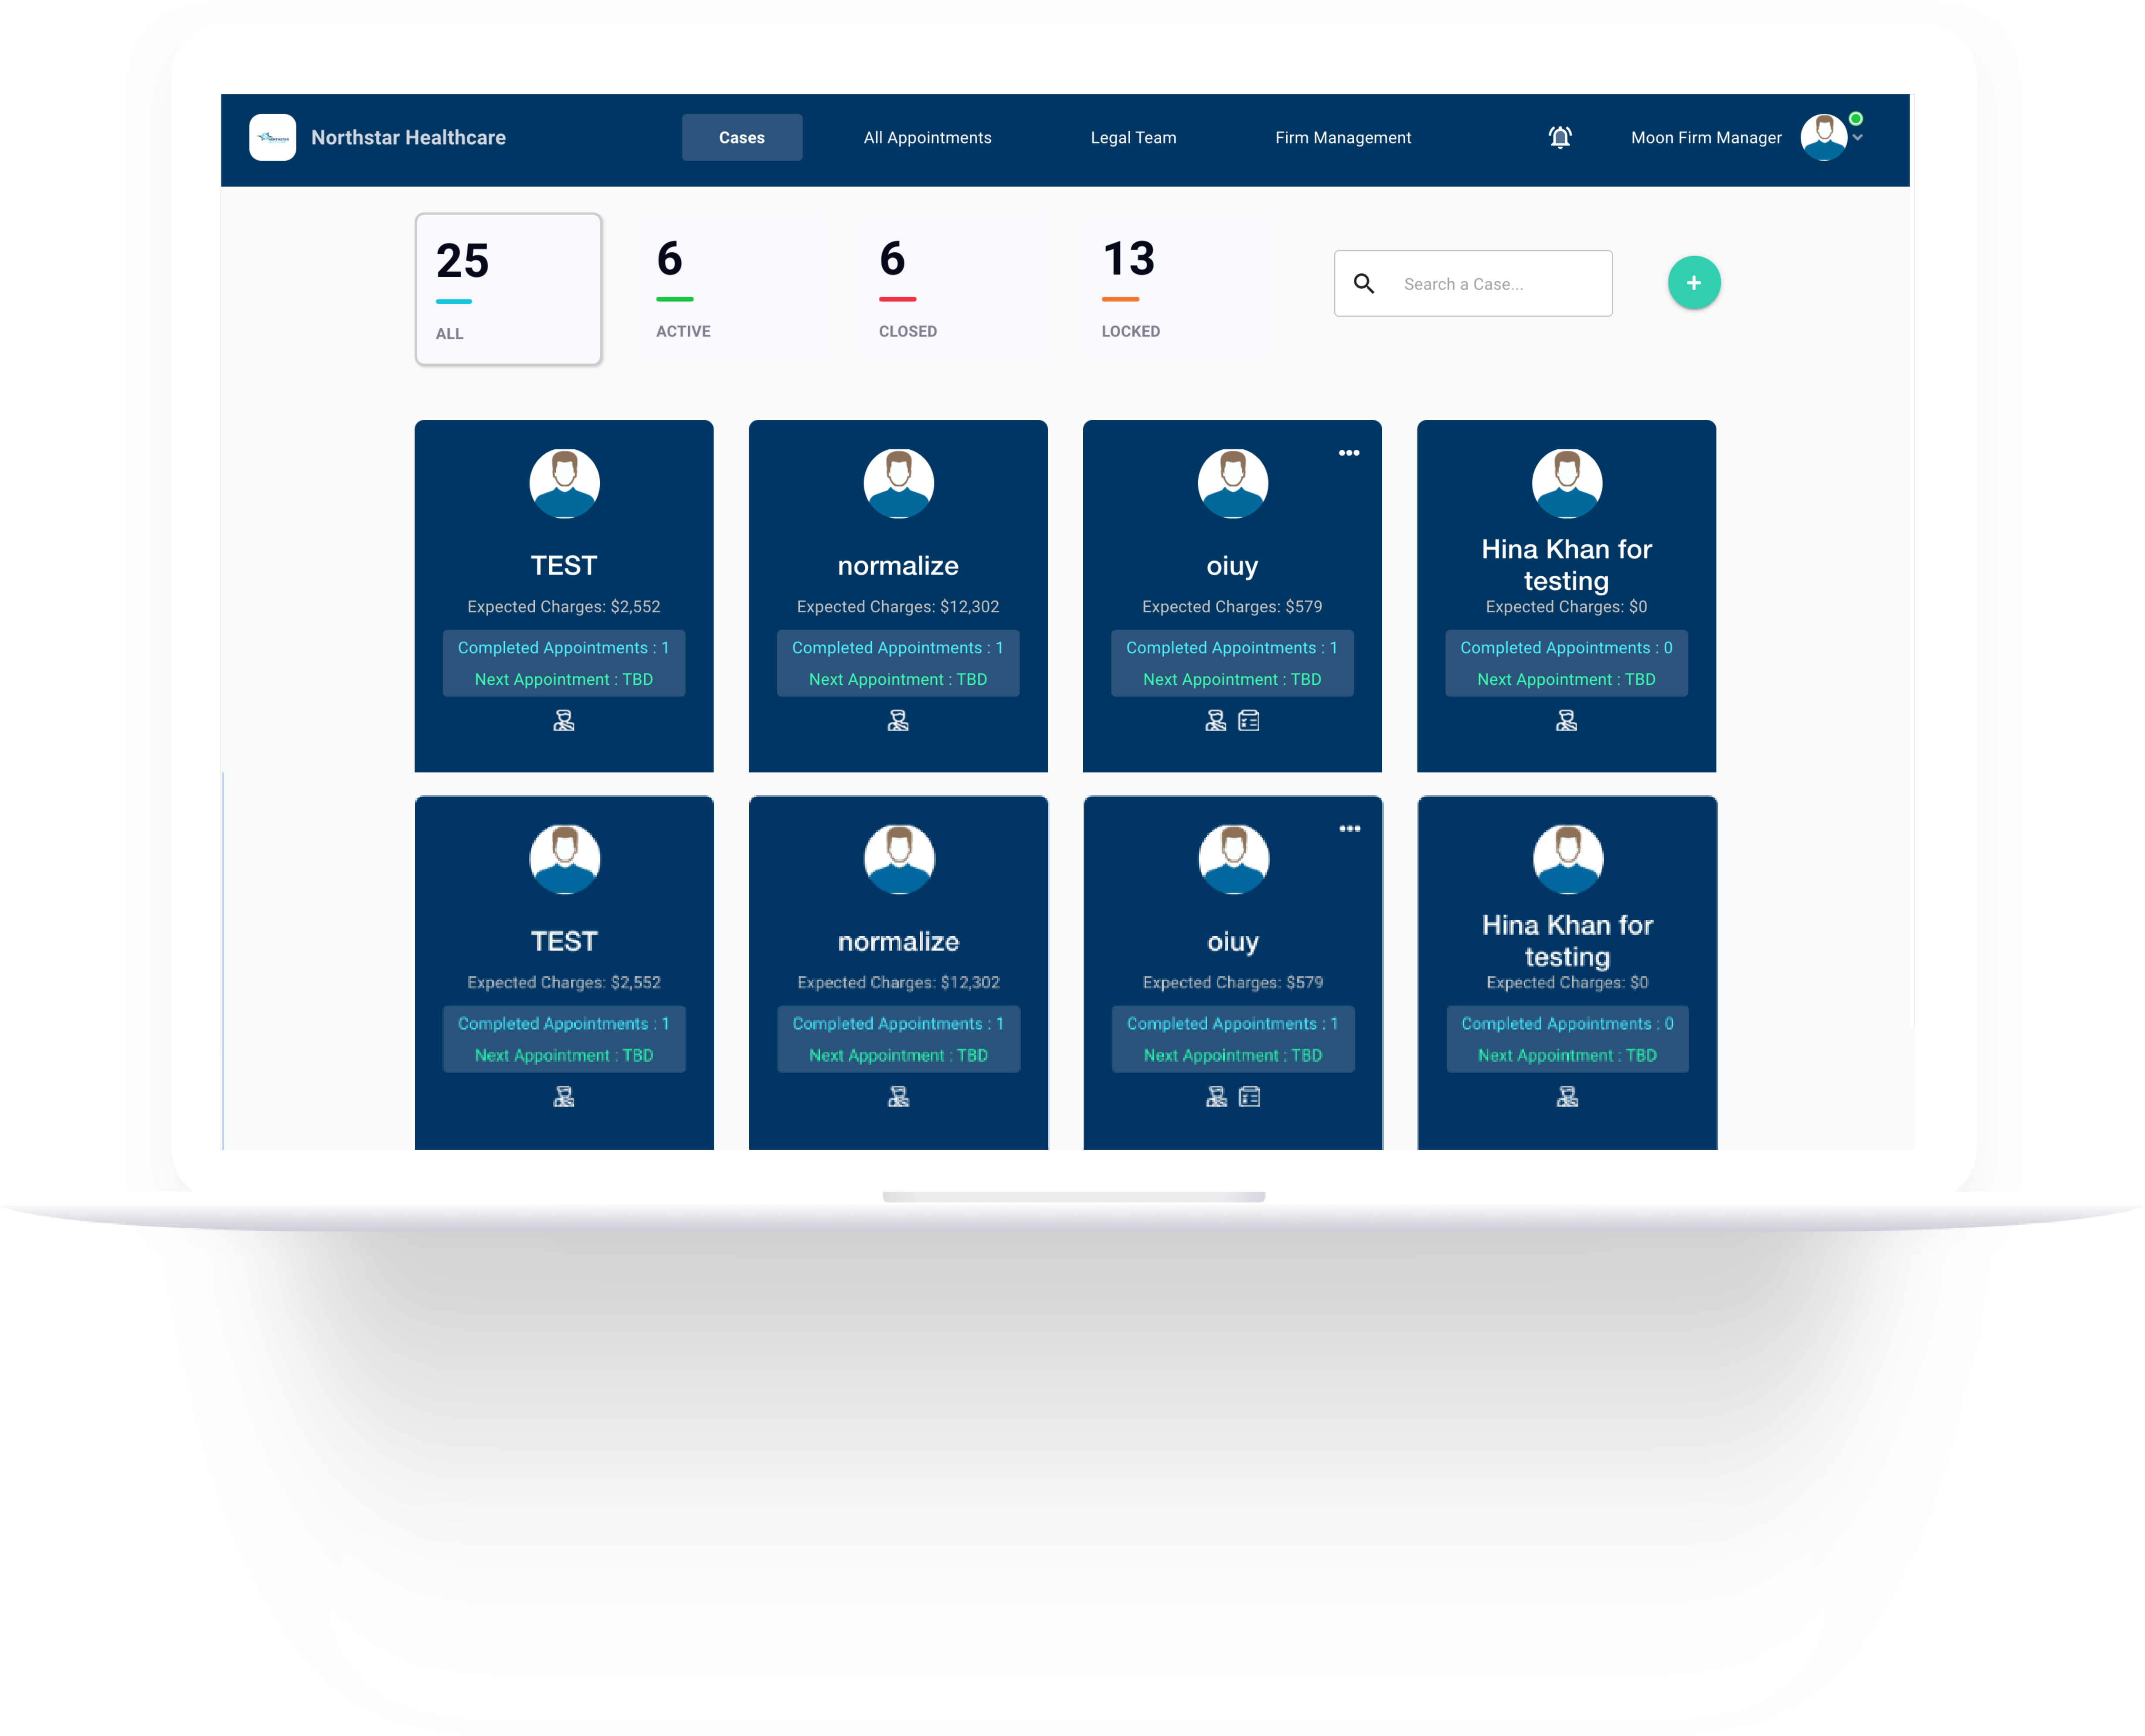 Northstar Healthcare Cases All Appointments Legal Team Firm Management Moon Firm Manager
25 6 6 13
Search a Case... +
ALL ACTIVE CLOSED LOCKED
TEST normalize oiuy Hina Khan for
testing
Expected Charges: $2,552 Expected Charges: $12,302 Expected Charges: $579 Expected Charges: $0
Completed Appointments : 1 Completed Appointments : 1 Completed Appointments : 1 Completed Appointments : 0
Next Appointment : TBD Next Appointment : TBD Next Appointment : TBD Next Appointment : TBD
TEST normalize oiuy Hina Khan for
testing
Expected Charges: $2,552 Expected Charges: $12,302 Expected Charges: $579 Expected Charges: $0
Completed Appointments : 1 Completed Appointments : 1 Completed Appointments : 1 Completed Appointments : 0
Next Appointment : TBD Next Appointment : TBD Next Appointment : TBD Next Appointment : TBD